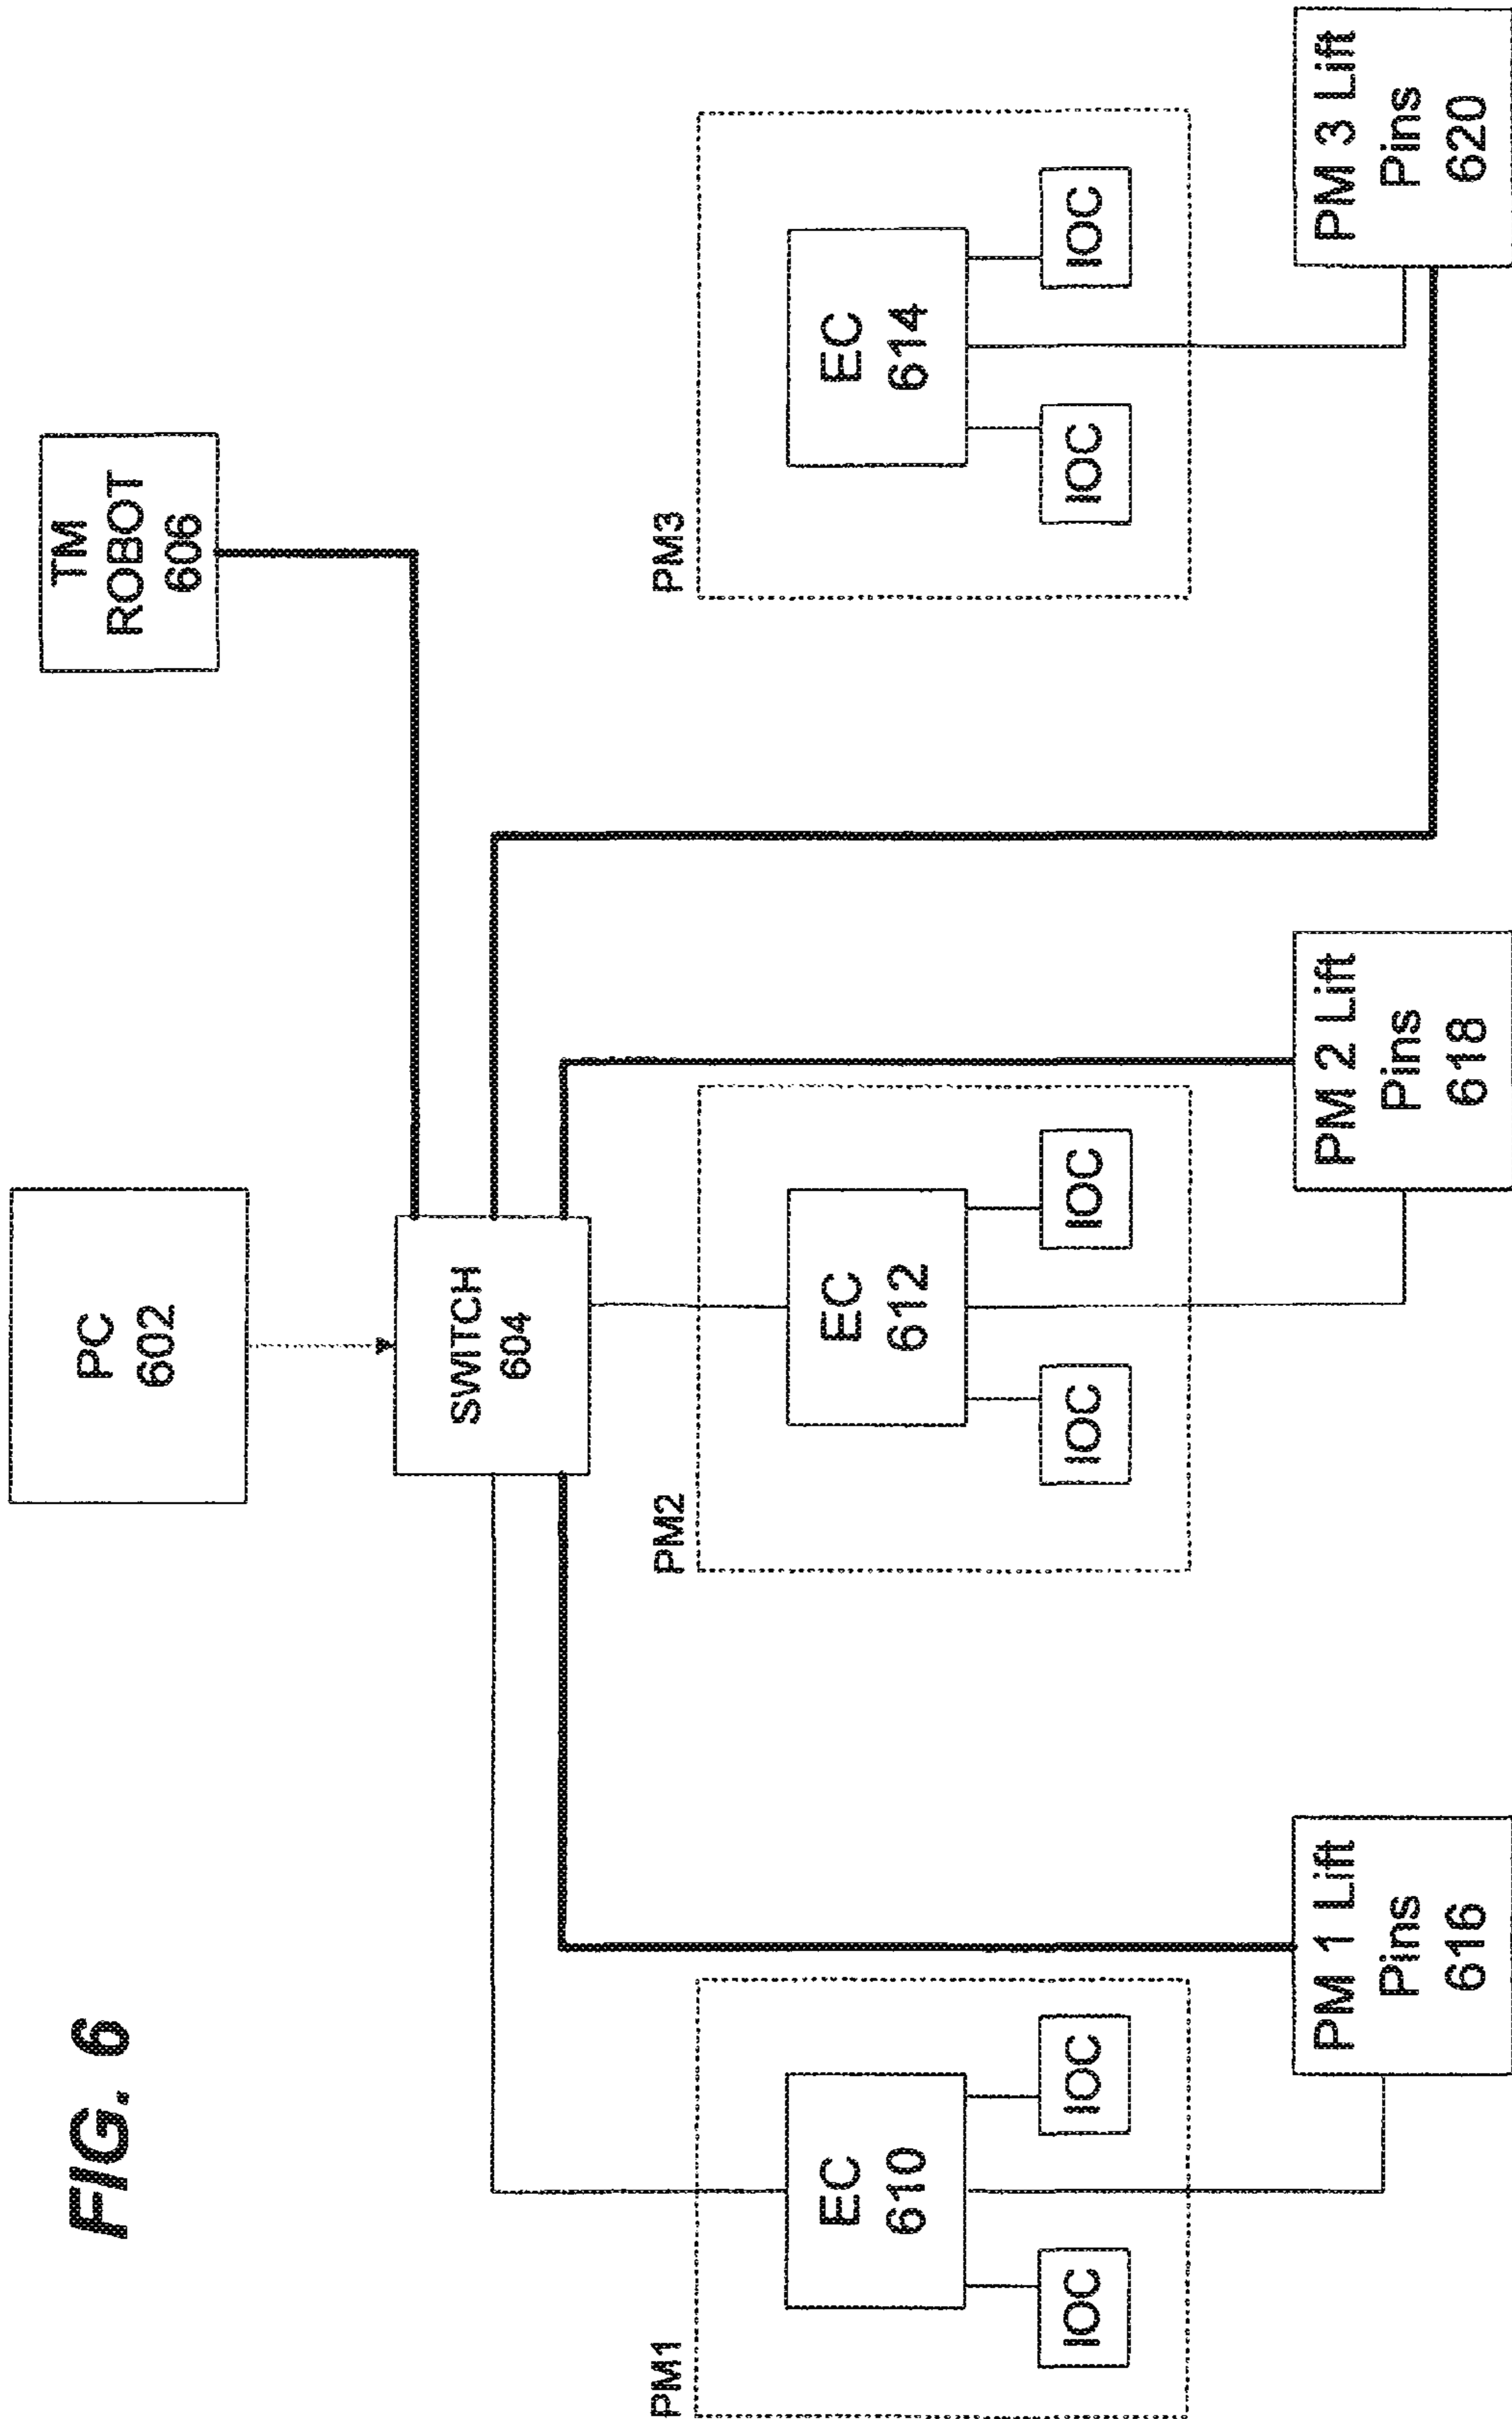 FIG. 6
PC
602
TM
ROBOT
606
SWITCH
604
PM1
EC
610
IOC
IOC
PM2
EC
612
IOC
IOC
PM3
EC
614
IOC
IOC
PM 1 Lift
Pins
616
PM 2 Lift
Pins
618
PM 3 Lift
Pins
620